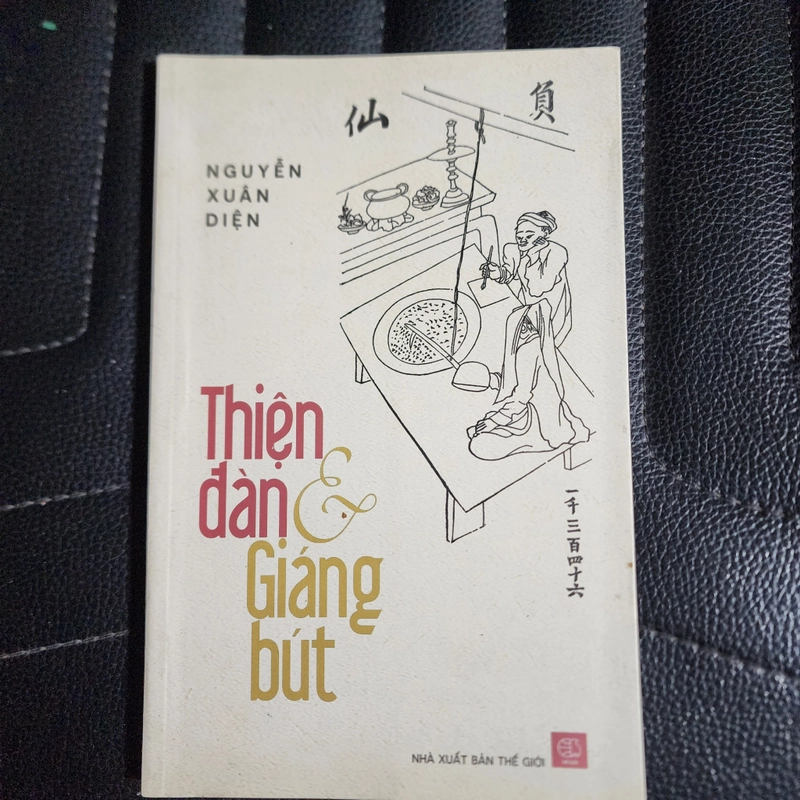 仙 負
NGUYỄN
XUÂN
DIỆN
Thiện
đàn &
Giáng
bút
一千三百四十六
NHÀ XUẤT BẢN THẾ GIỚI